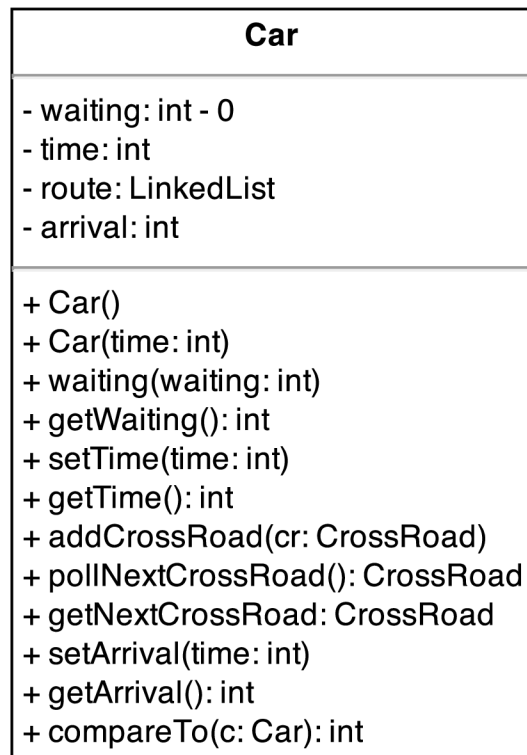 Car
- waiting: int - 0
- time: int
- route: LinkedList
- arrival: int
+ Car()
+ Car(time: int)
+ waiting(waiting: int)
+ getWaiting(): int
+ setTime(time: int)
+ getTime(): int
+ addCrossRoad(cr: CrossRoad)
+ pollNextCrossRoad(): CrossRoad
+ getNextCrossRoad: CrossRoad
+ setArrival(time: int)
+ getArrival(): int
+ compareTo(c: Car): int